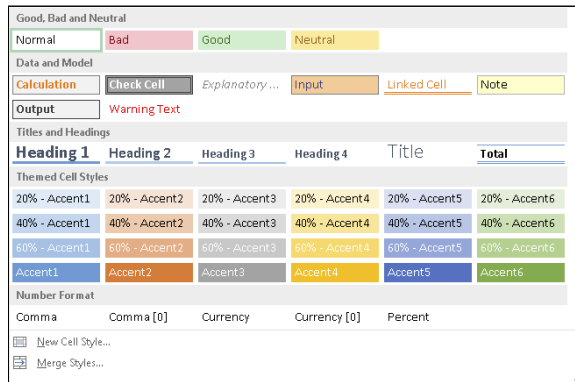 Good, Bad and Neutral
Normal Bad Good Neutral
Data and Model
Calculation Check Cell Explanatory ... Input Linked Cell Note
Output Warning Text
Titles and Headings
Heading 1 Heading 2 Heading 3 Heading 4 Title Total
Themed Cell Styles
20% - Accent1 20% - Accent2 20% - Accent3 20% - Accent4 20% - Accent5 20% - Accent6
40% - Accent1 40% - Accent2 40% - Accent3 40% - Accent4 40% - Accent5 40% - Accent6
60% - Accent1 60% - Accent2 60% - Accent3 60% - Accent4 60% - Accent5 60% - Accent6
Accent1 Accent2 Accent3 Accent4 Accent5 Accent6
Number Format
Comma Comma [0] Currency Currency [0] Percent
New Cell Style...
Merge Styles...